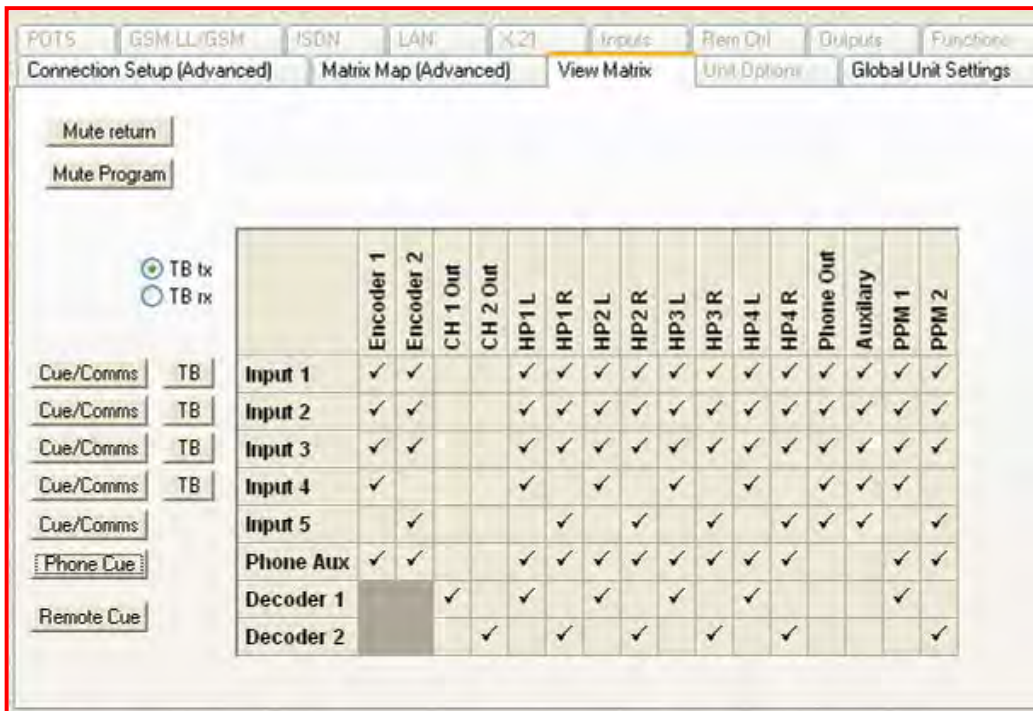 POTS GSM-LL/GSM ISDN LAN X.21 Inputs Rem Ctrl Outputs Functions
Connection Setup (Advanced) Matrix Map (Advanced) View Matrix Unit Options Global Unit Settings
Mute return
Mute Program
TB tx
TB rx
Encoder 1 Encoder 2 CH 1 Out CH 2 Out HP1 L HP1 R HP2 L HP2 R HP3 L HP3 R HP4 L HP4 R Phone Out Auxilary PPM 1 PPM 2
Cue/Comms TB Input 1 ✓ ✓ ✓ ✓ ✓ ✓ ✓ ✓ ✓ ✓ ✓ ✓ ✓ ✓
Cue/Comms TB Input 2 ✓ ✓ ✓ ✓ ✓ ✓ ✓ ✓ ✓ ✓ ✓ ✓ ✓ ✓
Cue/Comms TB Input 3 ✓ ✓ ✓ ✓ ✓ ✓ ✓ ✓ ✓ ✓ ✓ ✓ ✓ ✓
Cue/Comms TB Input 4 ✓ ✓ ✓ ✓ ✓ ✓ ✓ ✓
Cue/Comms Input 5 ✓ ✓ ✓ ✓ ✓ ✓ ✓ ✓
Phone Cue Phone Aux ✓ ✓ ✓ ✓ ✓ ✓ ✓ ✓ ✓ ✓ ✓ ✓
Remote Cue Decoder 1 ✓ ✓ ✓ ✓ ✓ ✓
Decoder 2 ✓ ✓ ✓ ✓ ✓ ✓